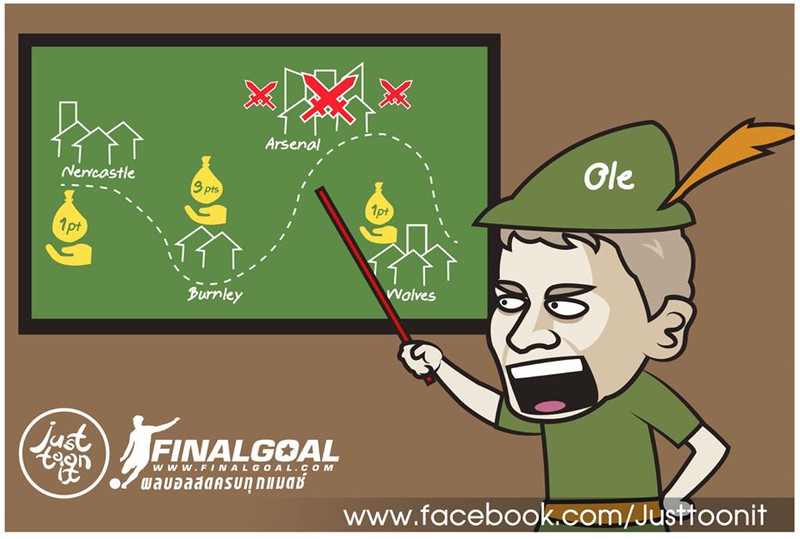 Newcastle
1pt
3 pts
Burnley
Arsenal
1pt
Wolves
Ole
just
toon
it
FINALGOAL
WWW.FINALGOAL.COM
ผลบอลสดครบทุกแมตช์
www.facebook.com/Justtoonit